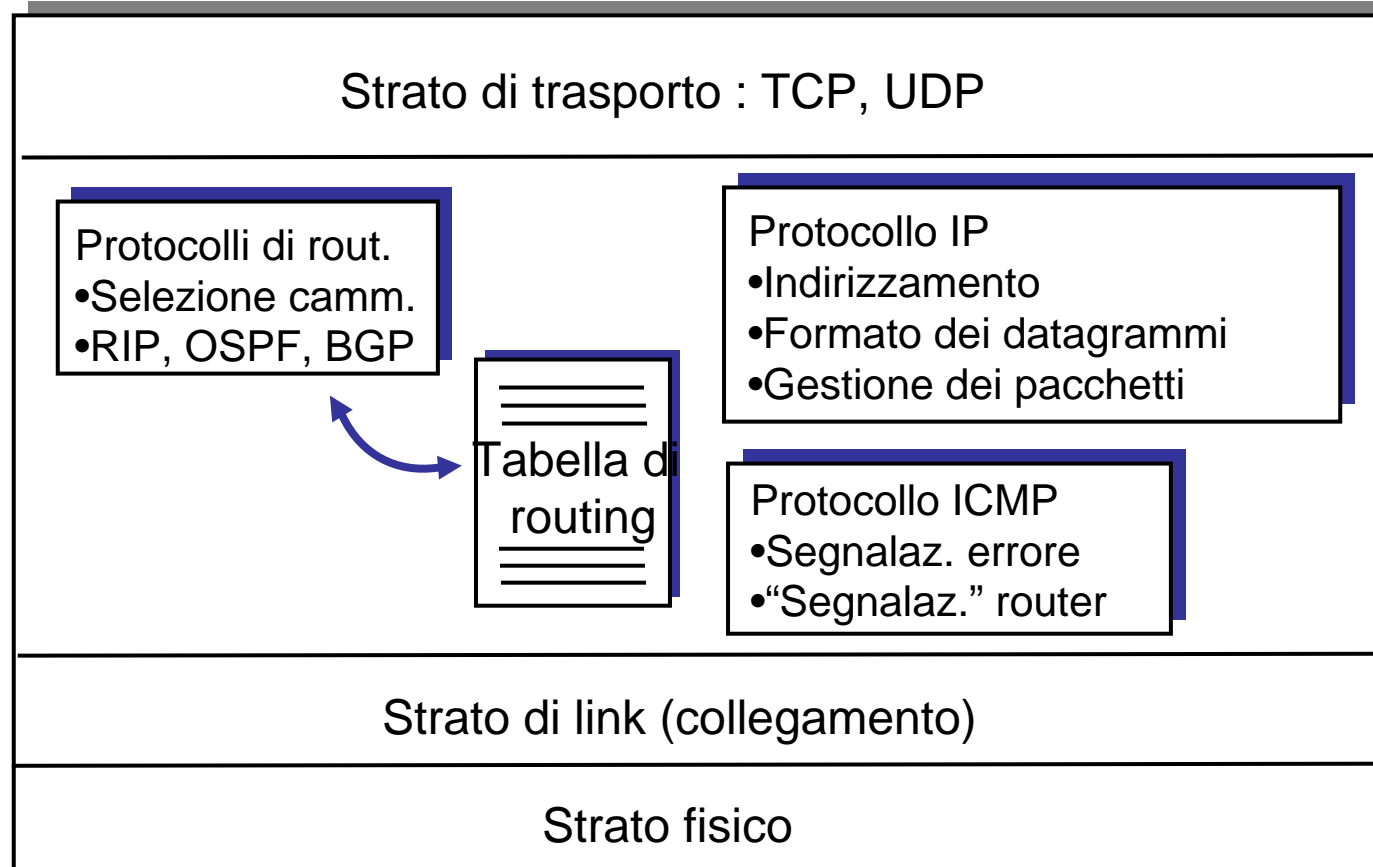 Strato di trasporto : TCP, UDP
Protocolli di rout.
•Selezione camm.
•RIP, OSPF, BGP
Tabella di
routing
Protocollo IP
•Indirizzamento
•Formato dei datagrammi
•Gestione dei pacchetti
Protocollo ICMP
•Segnalaz. errore
•“Segnalaz.” router
Strato di link (collegamento)
Strato fisico